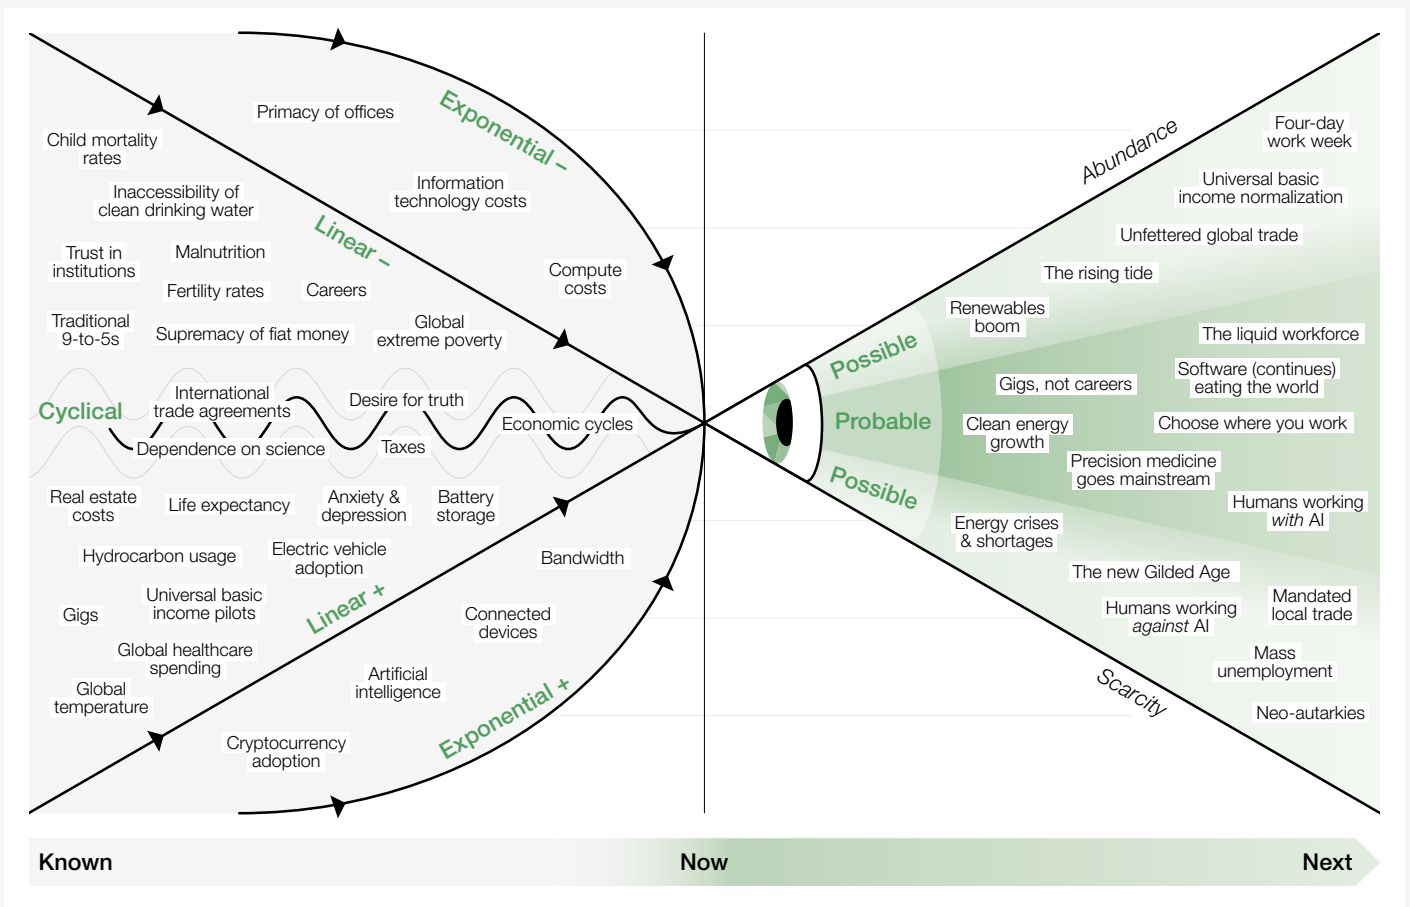 Primacy of offices
Exponential –
Child mortality
rates
Information
technology costs
Inaccessibility of
clean drinking water
Linear –
Trust in
institutions
Malnutrition
Compute
costs
Fertility rates
Careers
Traditional
9-to-5s
Supremacy of fiat money
Global
extreme poverty
Cyclical
International
trade agreements
Desire for truth
Economic cycles
Dependence on science
Taxes
Real estate
costs
Life expectancy
Anxiety &
depression
Battery
storage
Hydrocarbon usage
Electric vehicle
adoption
Bandwidth
Universal basic
income pilots
Linear +
Gigs
Connected
devices
Global healthcare
spending
Global
temperature
Artificial
intelligence
Exponential +
Cryptocurrency
adoption
Abundance
Four-day
work week
Universal basic
income normalization
Unfettered global trade
The rising tide
Renewables
boom
Possible
The liquid workforce
Gigs, not careers
Software (continues)
eating the world
Probable
Clean energy
growth
Choose where you work
Precision medicine
goes mainstream
Possible
Humans working
with AI
Energy crises
& shortages
The new Gilded Age
Humans working
against AI
Mandated
local trade
Scarcity
Mass
unemployment
Neo-autarkies
Known
Now
Next